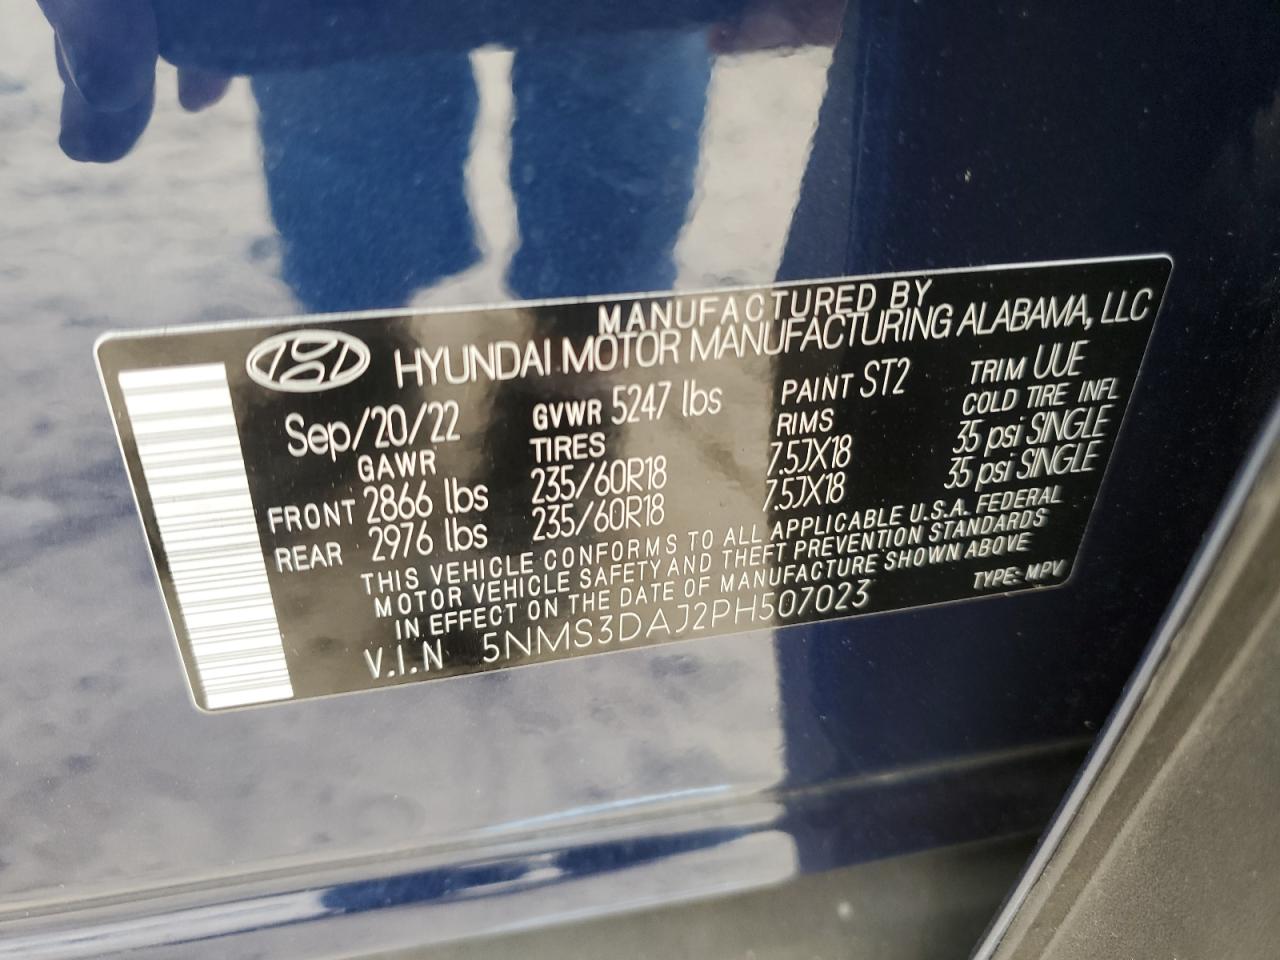 MANUFACTURED BY
HYUNDAI MOTOR MANUFACTURING ALABAMA, LLC
Sep/20/22 GVWR 5247 lbs PAINT ST2 TRIM UUE
GAWR TIRES RIMS COLD TIRE INFL
FRONT 2866 lbs 235/60R18 7.5JX18 35 psi SINGLE
REAR 2976 lbs 235/60R18 7.5JX18 35 psi SINGLE
THIS VEHICLE CONFORMS TO ALL APPLICABLE U.S.A. FEDERAL
MOTOR VEHICLE SAFETY AND THEFT PREVENTION STANDARDS
IN EFFECT ON THE DATE OF MANUFACTURE SHOWN ABOVE
V.I.N 5NMS3DAJ2PH507023 TYPE: MPV